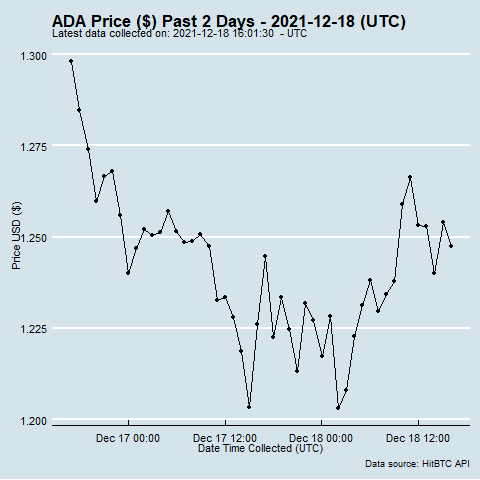 ADA Price ($) Past 2 Days - 2021-12-18 (UTC)
Latest data collected on: 2021-12-18 16:01:30 - UTC
1.300
1.275
1.250
1.225
1.200
Price USD ($)
Dec 17 00:00
Dec 17 12:00
Dec 18 00:00
Dec 18 12:00
Date Time Collected (UTC)
Data source: HitBTC API